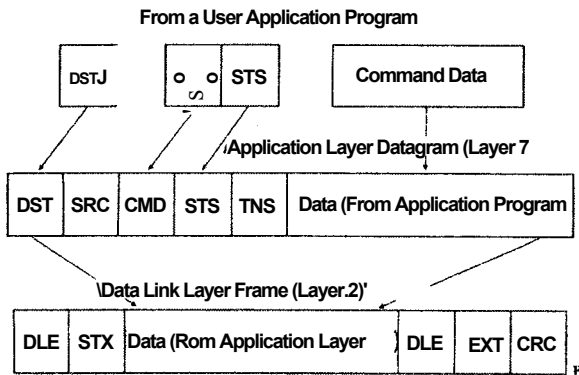 From a User Application Program
DSTJ STS Command Data
\Application Layer Datagram (Layer 7
DST SRC CMD STS TNS Data (From Application Program
\Data Link Layer Frame (Layer.2)'
DLE STX Data (Rom Application Layer ) DLE EXT CRC